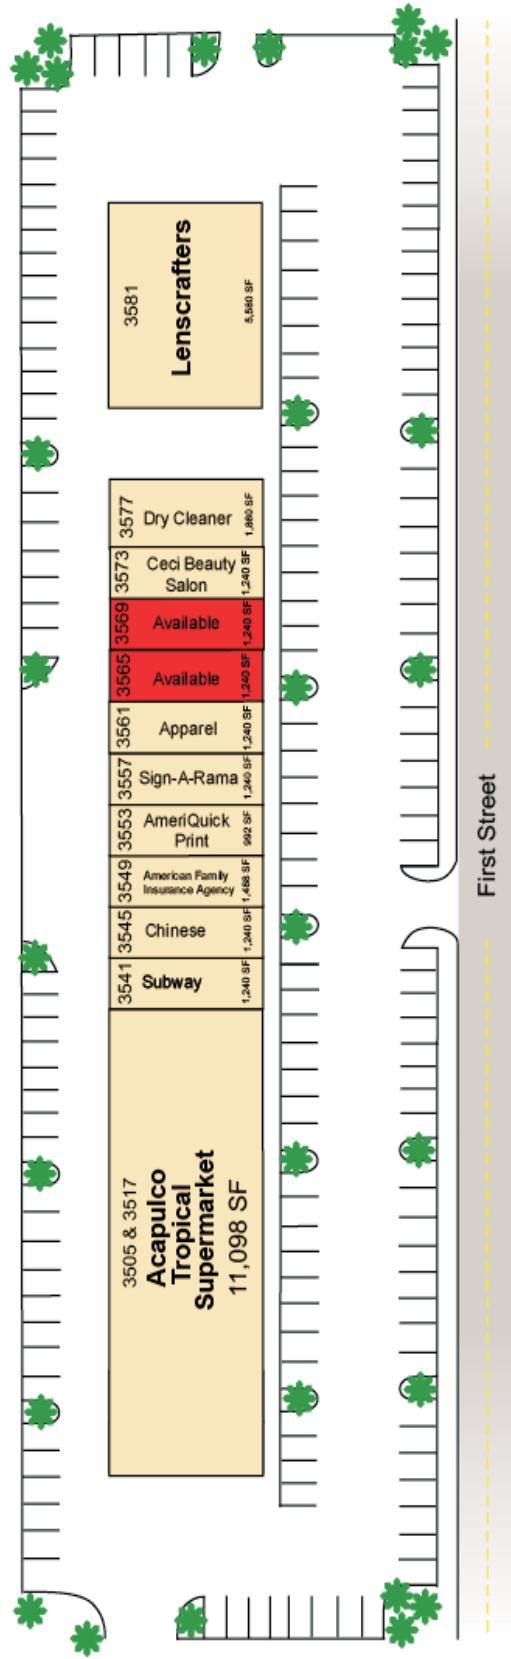 3581
Lenscrafters
5,580 SF
3577
Dry Cleaner
1,860 SF
3573
Ceci Beauty
Salon
1,240 SF
3569
Available
1,240 SF
3565
Available
1,240 SF
3561
Apparel
1,240 SF
3557
Sign-A-Rama
1,240 SF
3553
AmeriQuick
Print
992 SF
3549
American Family
Insurance Agency
1,488 SF
3545
Chinese
1,240 SF
3541
Subway
1,240 SF
3505 & 3517
Acapulco
Tropical
Supermarket
11,098 SF
First Street